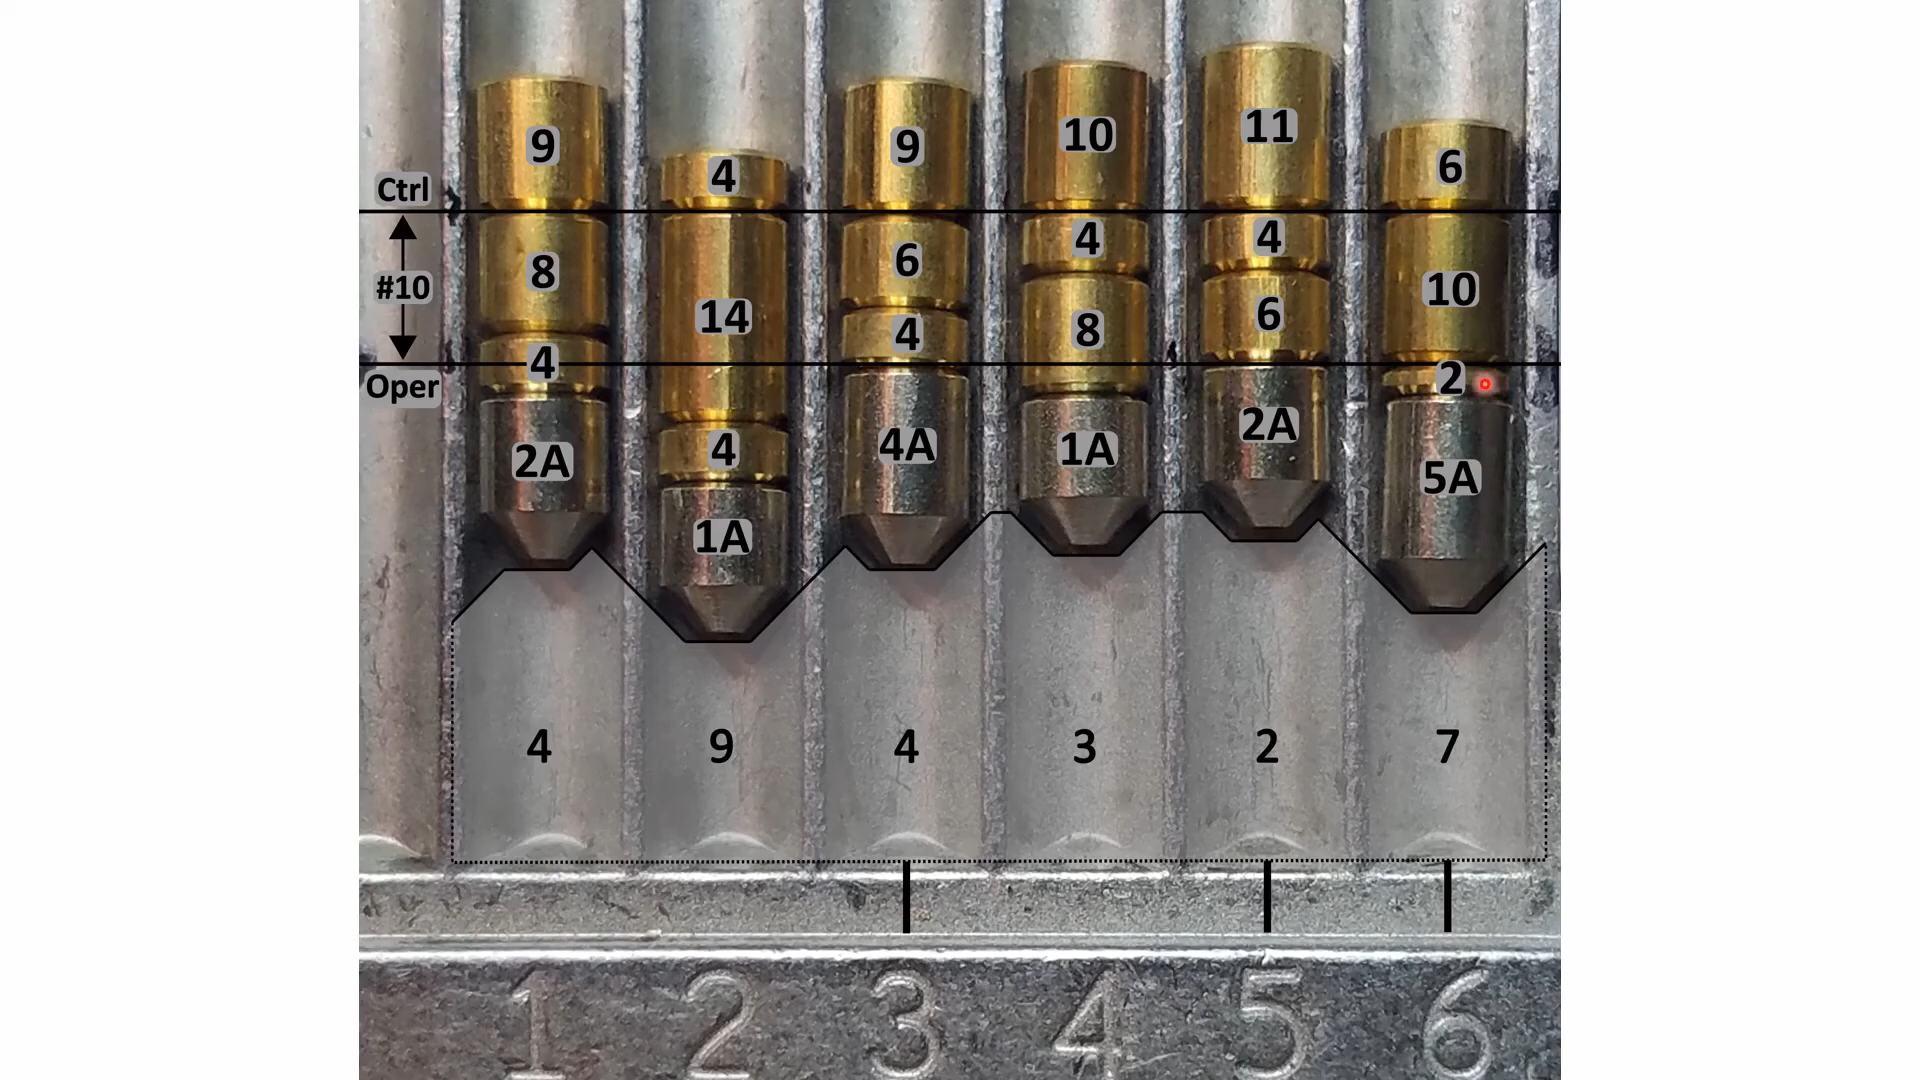 9 4 9 10 11 6
Ctrl
8 14 6 4 4 10
#10
4 4 4 8 6 2
Oper
2A 1A 4A 1A 2A 5A
4 9 4 3 2 7
1 2 3 4 5 6